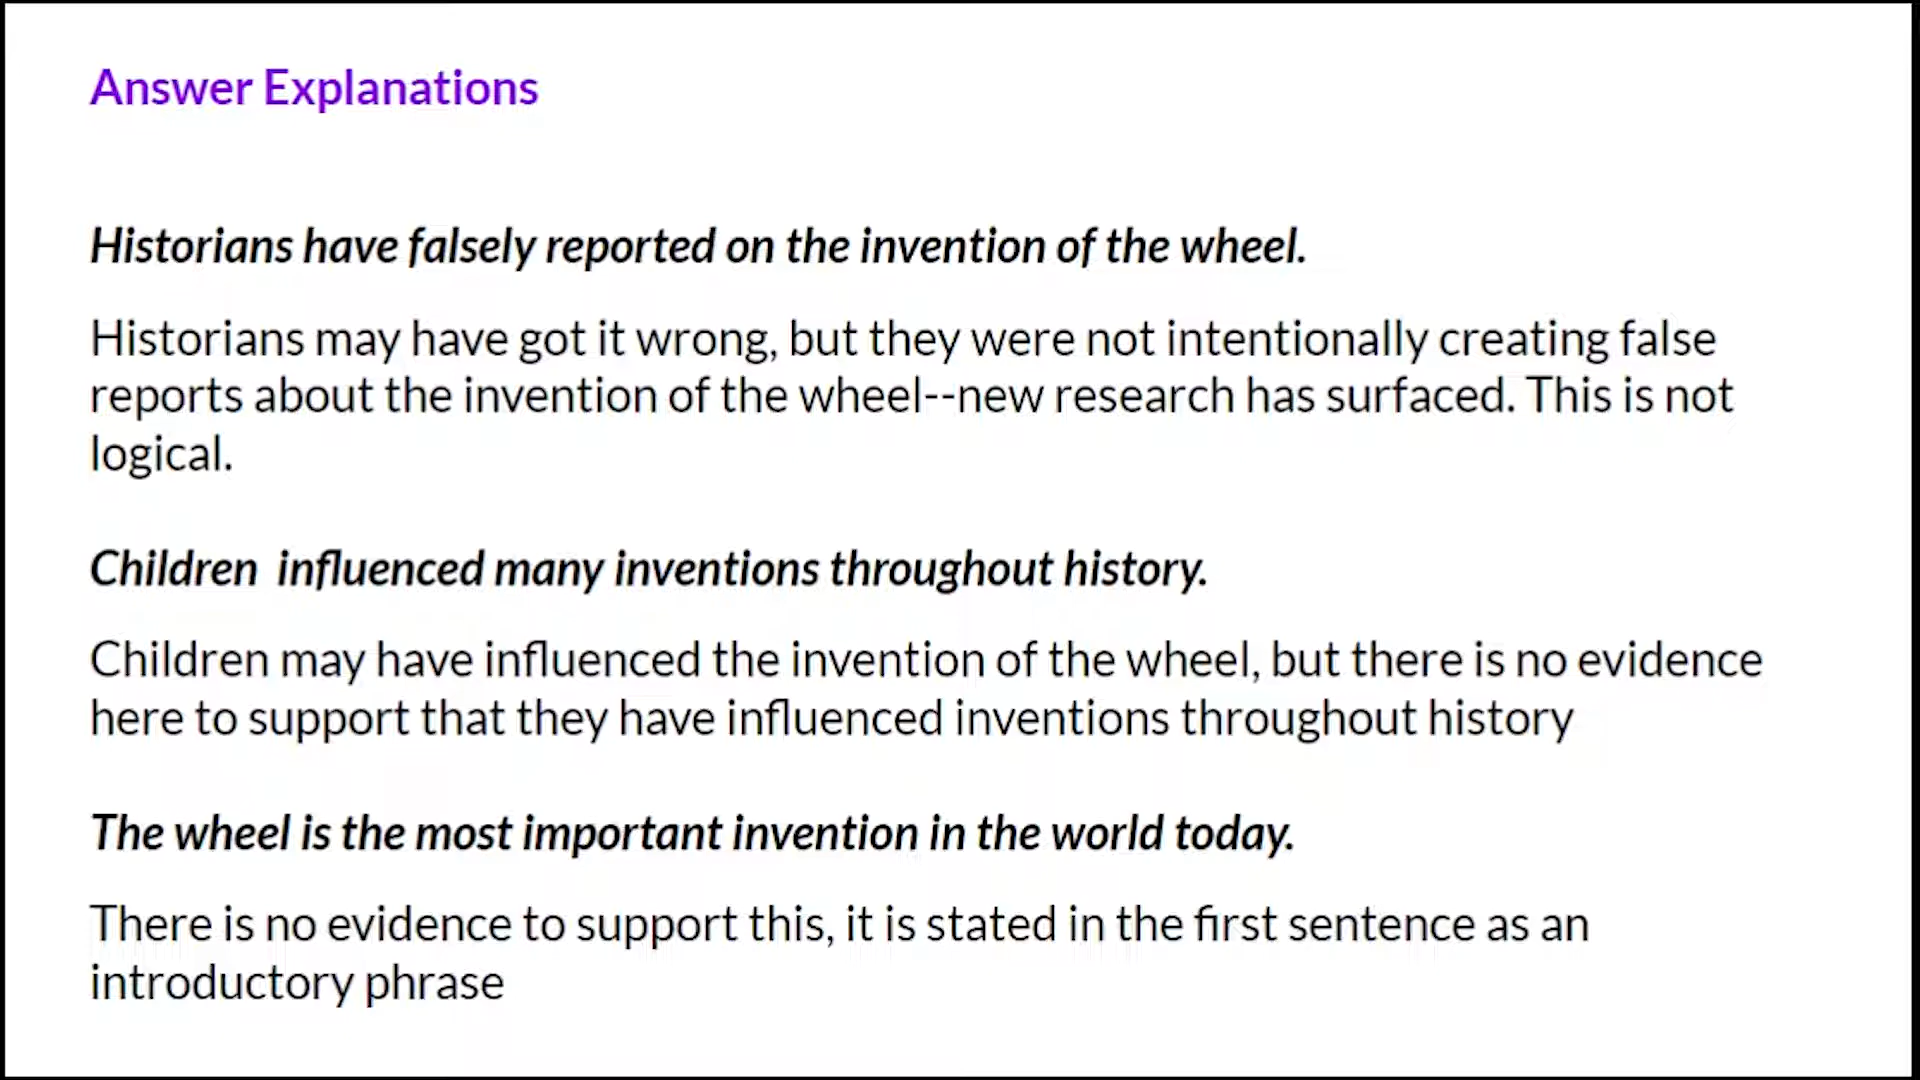 Answer Explanations
Historians have falsely reported on the invention of the wheel.
Historians may have got it wrong, but they were not intentionally creating false
reports about the invention of the wheel--new research has surfaced. This is not
logical.
Children  influenced many inventions throughout history.
Children may have influenced the invention of the wheel, but there is no evidence
here to support that they have influenced inventions throughout history
The wheel is the most important invention in the world today.
There is no evidence to support this, it is stated in the first sentence as an
introductory phrase